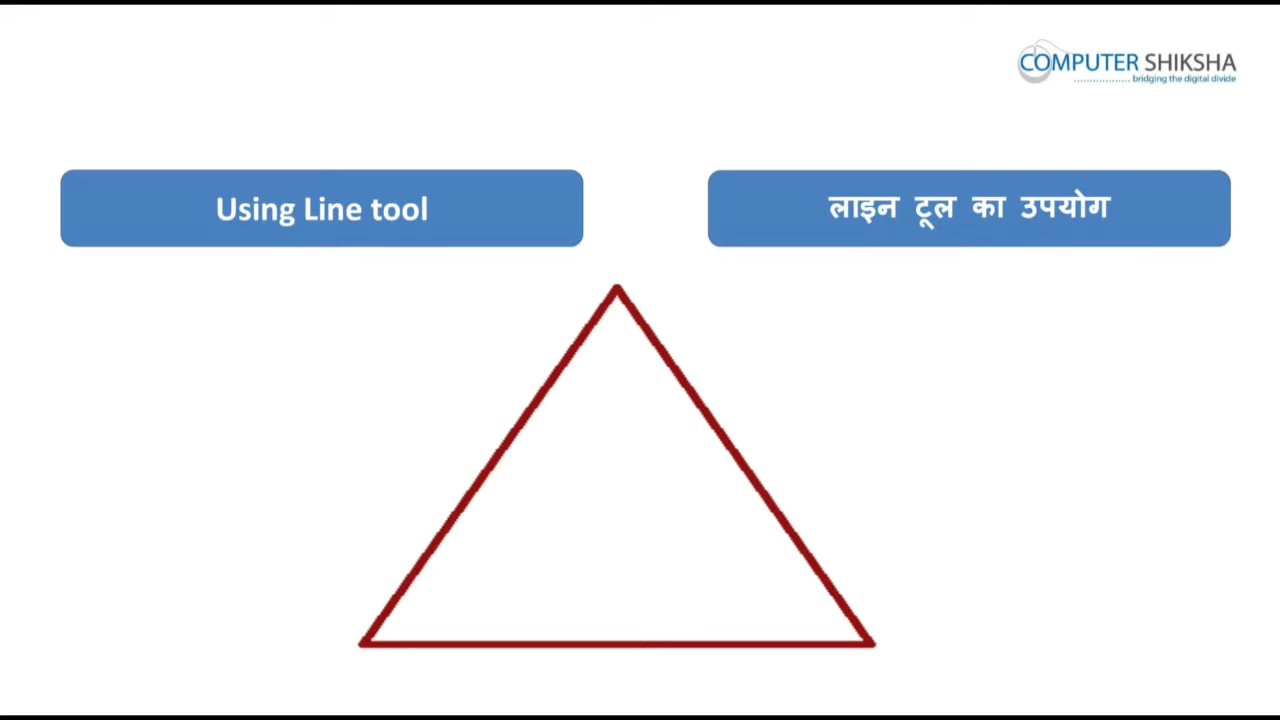 COMPUTER SHIKSHA
bridging the digital divide
Using Line tool
लाइन टूल का उपयोग